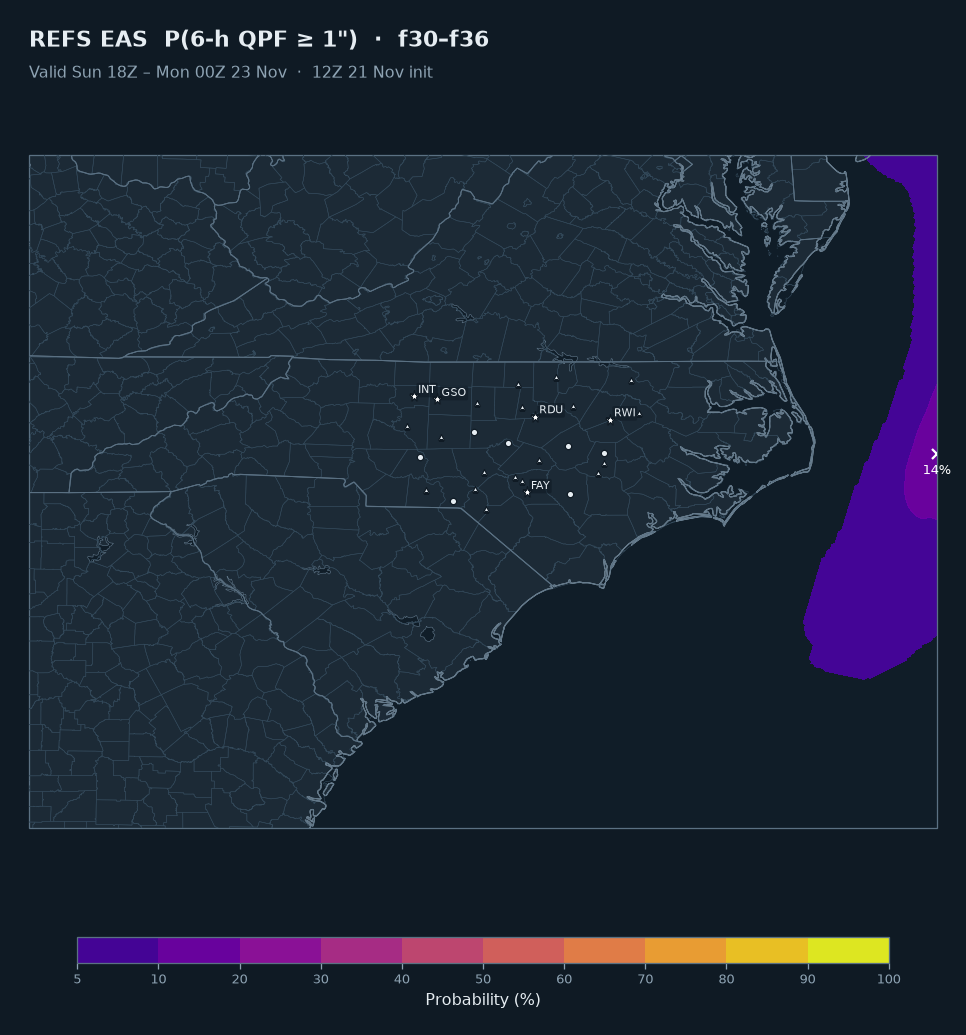 REFS EAS  P(6-h QPF ≥ 1")  ·  f30–f36
Valid Sun 18Z – Mon 00Z 23 Nov  ·  12Z 21 Nov init
INT
GSO
RDU
RWI
14%
FAY
5 10 20 30 40 50 60 70 80 90 100
Probability (%)